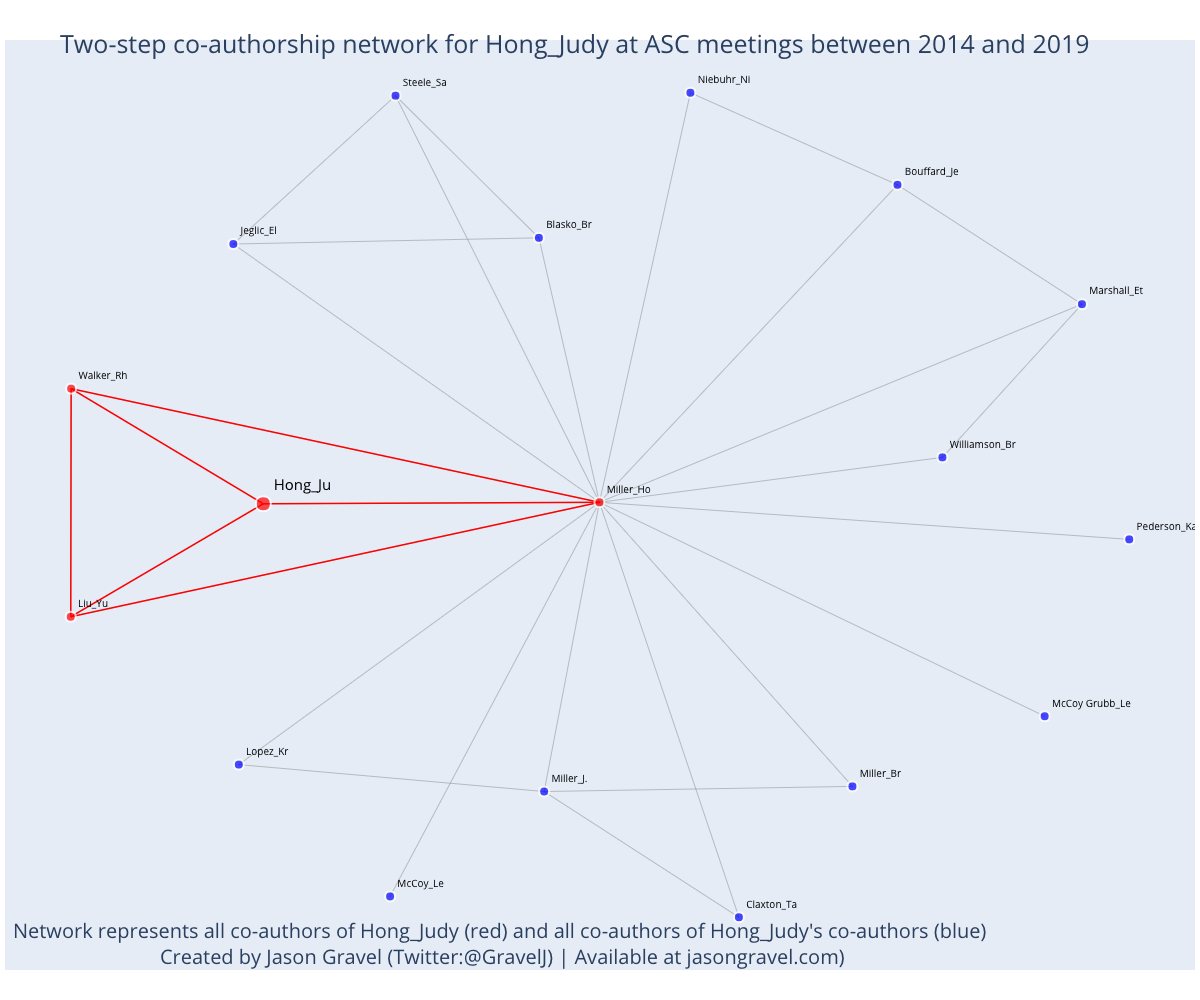 Two-step co-authorship network for Hong_Judy at ASC meetings between 2014 and 2019
Steele_Sa
Niebuhr_Ni
Bouffard_Je
Jeglic_El
Blasko_Br
Marshall_Et
Walker_Rh
Williamson_Br
Hong_Ju
Miller_Ho
Pederson_Ka
Liu_Yu
McCoy Grubb_Le
Lopez_Kr
Miller_J.
Miller_Br
McCoy_Le
Claxton_Ta
Network represents all co-authors of Hong_Judy (red) and all co-authors of Hong_Judy's co-authors (blue)
Created by Jason Gravel (Twitter:@GravelJ) | Available at jasongravel.com)